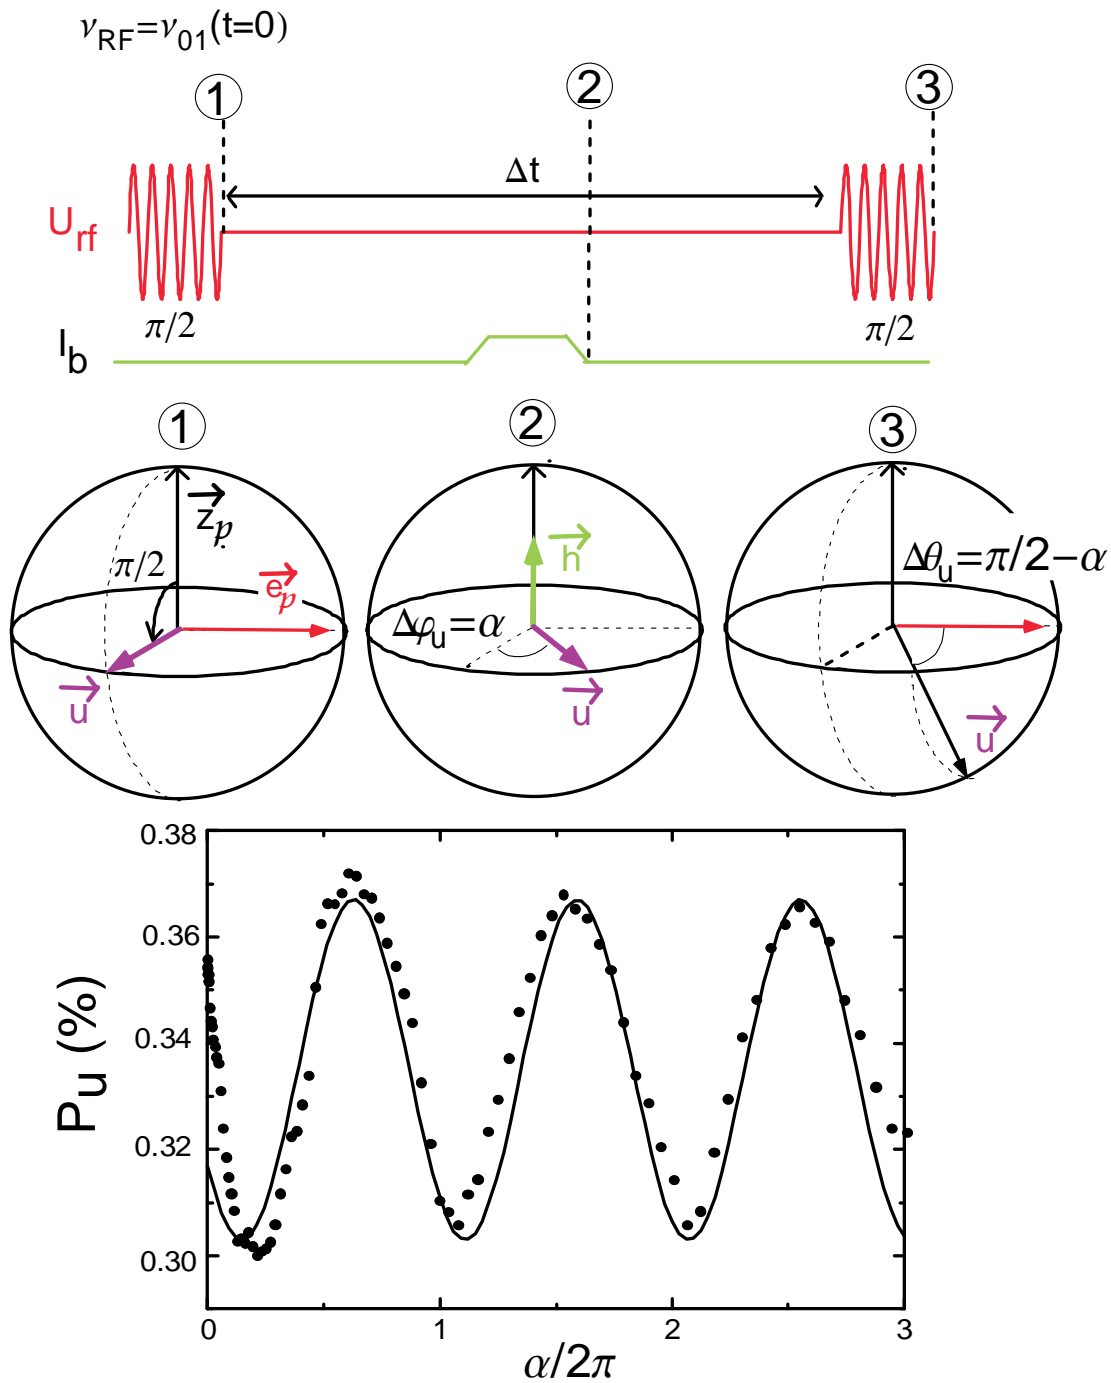 ν_RF=ν_01(t=0)
① ② ③
Δt
U_rf
π/2 π/2
I_b
① ② ③
z_p
π/2
e_p
u
h
Δφ_u=α
u
Δθ_u=π/2−α
u
0.38
0.36
0.34
0.32
0.30
P_u (%)
0 1 2 3
α/2π